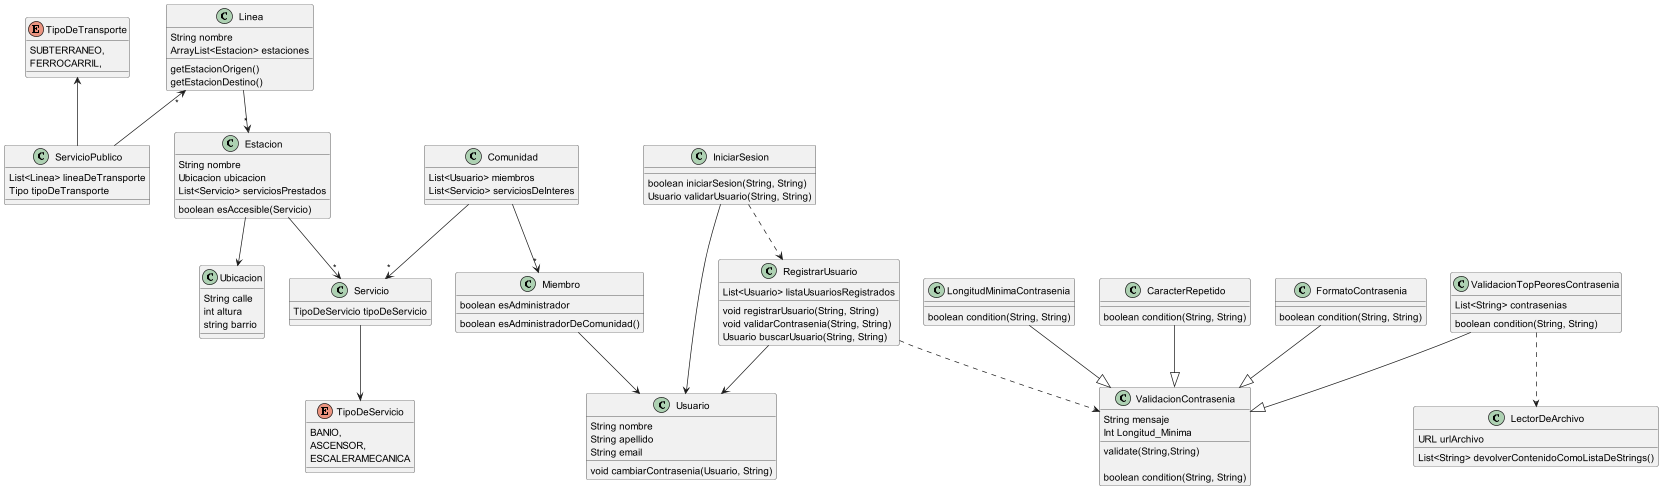 E TipoDeTransporte
SUBTERRANEO,
FERROCARRIL,
C Linea
String nombre
ArrayList<Estacion> estaciones
getEstacionOrigen()
getEstacionDestino()
*
*
C ServicioPublico
List<Linea> lineaDeTransporte
Tipo tipoDeTransporte
C Estacion
String nombre
Ubicacion ubicacion
List<Servicio> serviciosPrestados
boolean esAccesible(Servicio)
C Comunidad
List<Usuario> miembros
List<Servicio> serviciosDeInteres
C IniciarSesion
boolean iniciarSesion(String, String)
Usuario validarUsuario(String, String)
*
*
*
C Ubicacion
String calle
int altura
string barrio
C Servicio
TipoDeServicio tipoDeServicio
C Miembro
boolean esAdministrador
boolean esAdministradorDeComunidad()
C RegistrarUsuario
List<Usuario> listaUsuariosRegistrados
void registrarUsuario(String, String)
void validarContrasenia(String, String)
Usuario buscarUsuario(String, String)
C LongitudMinimaContrasenia
boolean condition(String, String)
C CaracterRepetido
boolean condition(String, String)
C FormatoContrasenia
boolean condition(String, String)
C ValidacionTopPeoresContrasenia
List<String> contrasenias
boolean condition(String, String)
E TipoDeServicio
BANIO,
ASCENSOR,
ESCALERAMECANICA
C Usuario
String nombre
String apellido
String email
void cambiarContrasenia(Usuario, String)
C ValidacionContrasenia
String mensaje
Int Longitud_Minima
validate(String,String)
boolean condition(String, String)
C LectorDeArchivo
URL urlArchivo
List<String> devolverContenidoComoListaDeStrings()